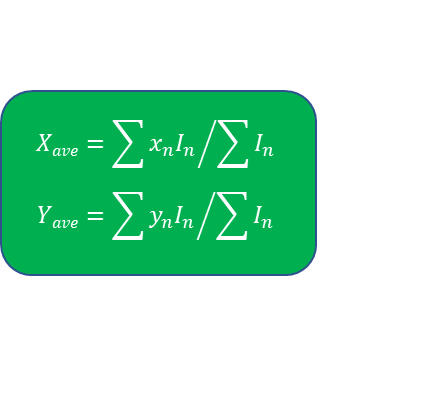 X_ave = ∑ x_n I_n / ∑ I_n
Y_ave = ∑ y_n I_n / ∑ I_n